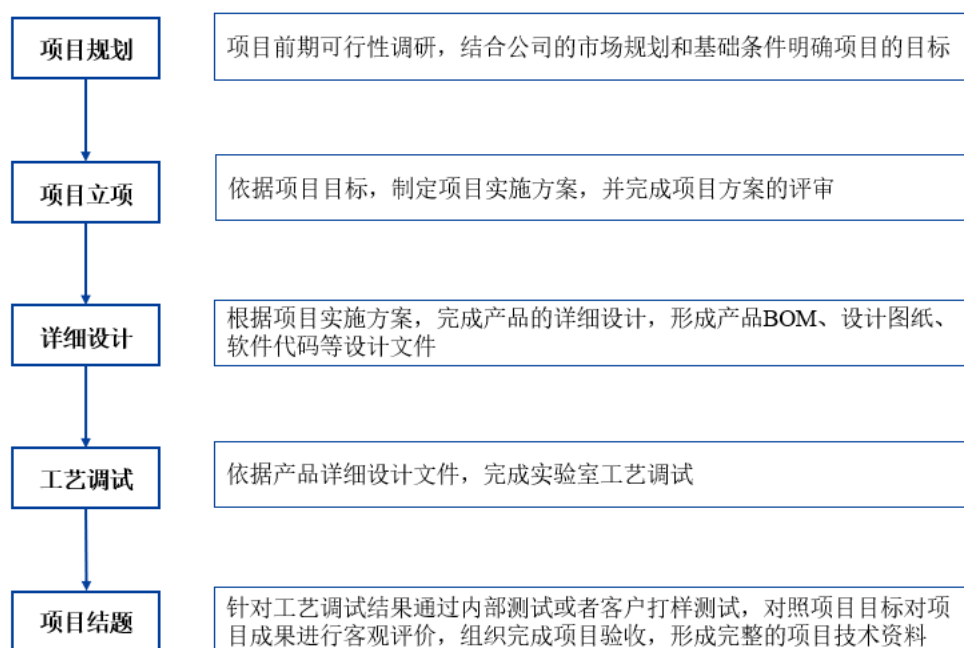 项目规划
项目前期可行性调研，结合公司的市场规划和基础条件明确项目的目标
项目立项
依据项目目标，制定项目实施方案，并完成项目方案的评审
详细设计
根据项目实施方案，完成产品的详细设计，形成产品BOM、设计图纸、
软件代码等设计文件
工艺调试
依据产品详细设计文件，完成实验室工艺调试
项目结题
针对工艺调试结果通过内部测试或者客户打样测试，对照项目目标对项
目成果进行客观评价，组织完成项目验收，形成完整的项目技术资料